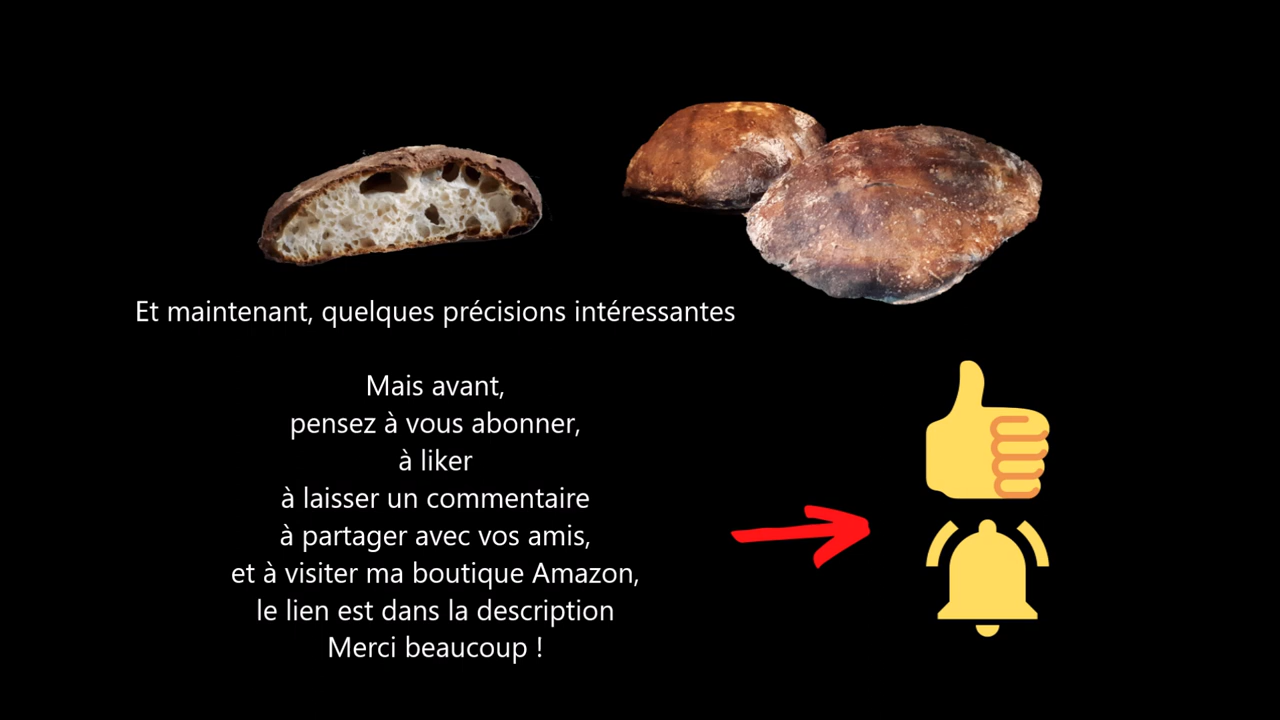 Et maintenant, quelques précisions intéressantes
Mais avant,
pensez à vous abonner,
à liker
à laisser un commentaire
à partager avec vos amis,
et à visiter ma boutique Amazon,
le lien est dans la description
Merci beaucoup !